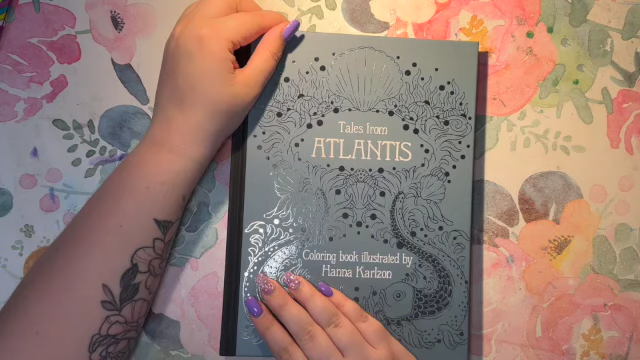 Tales from
ATLANTIS
Coloring book illustrated by
Hanna Karlzon